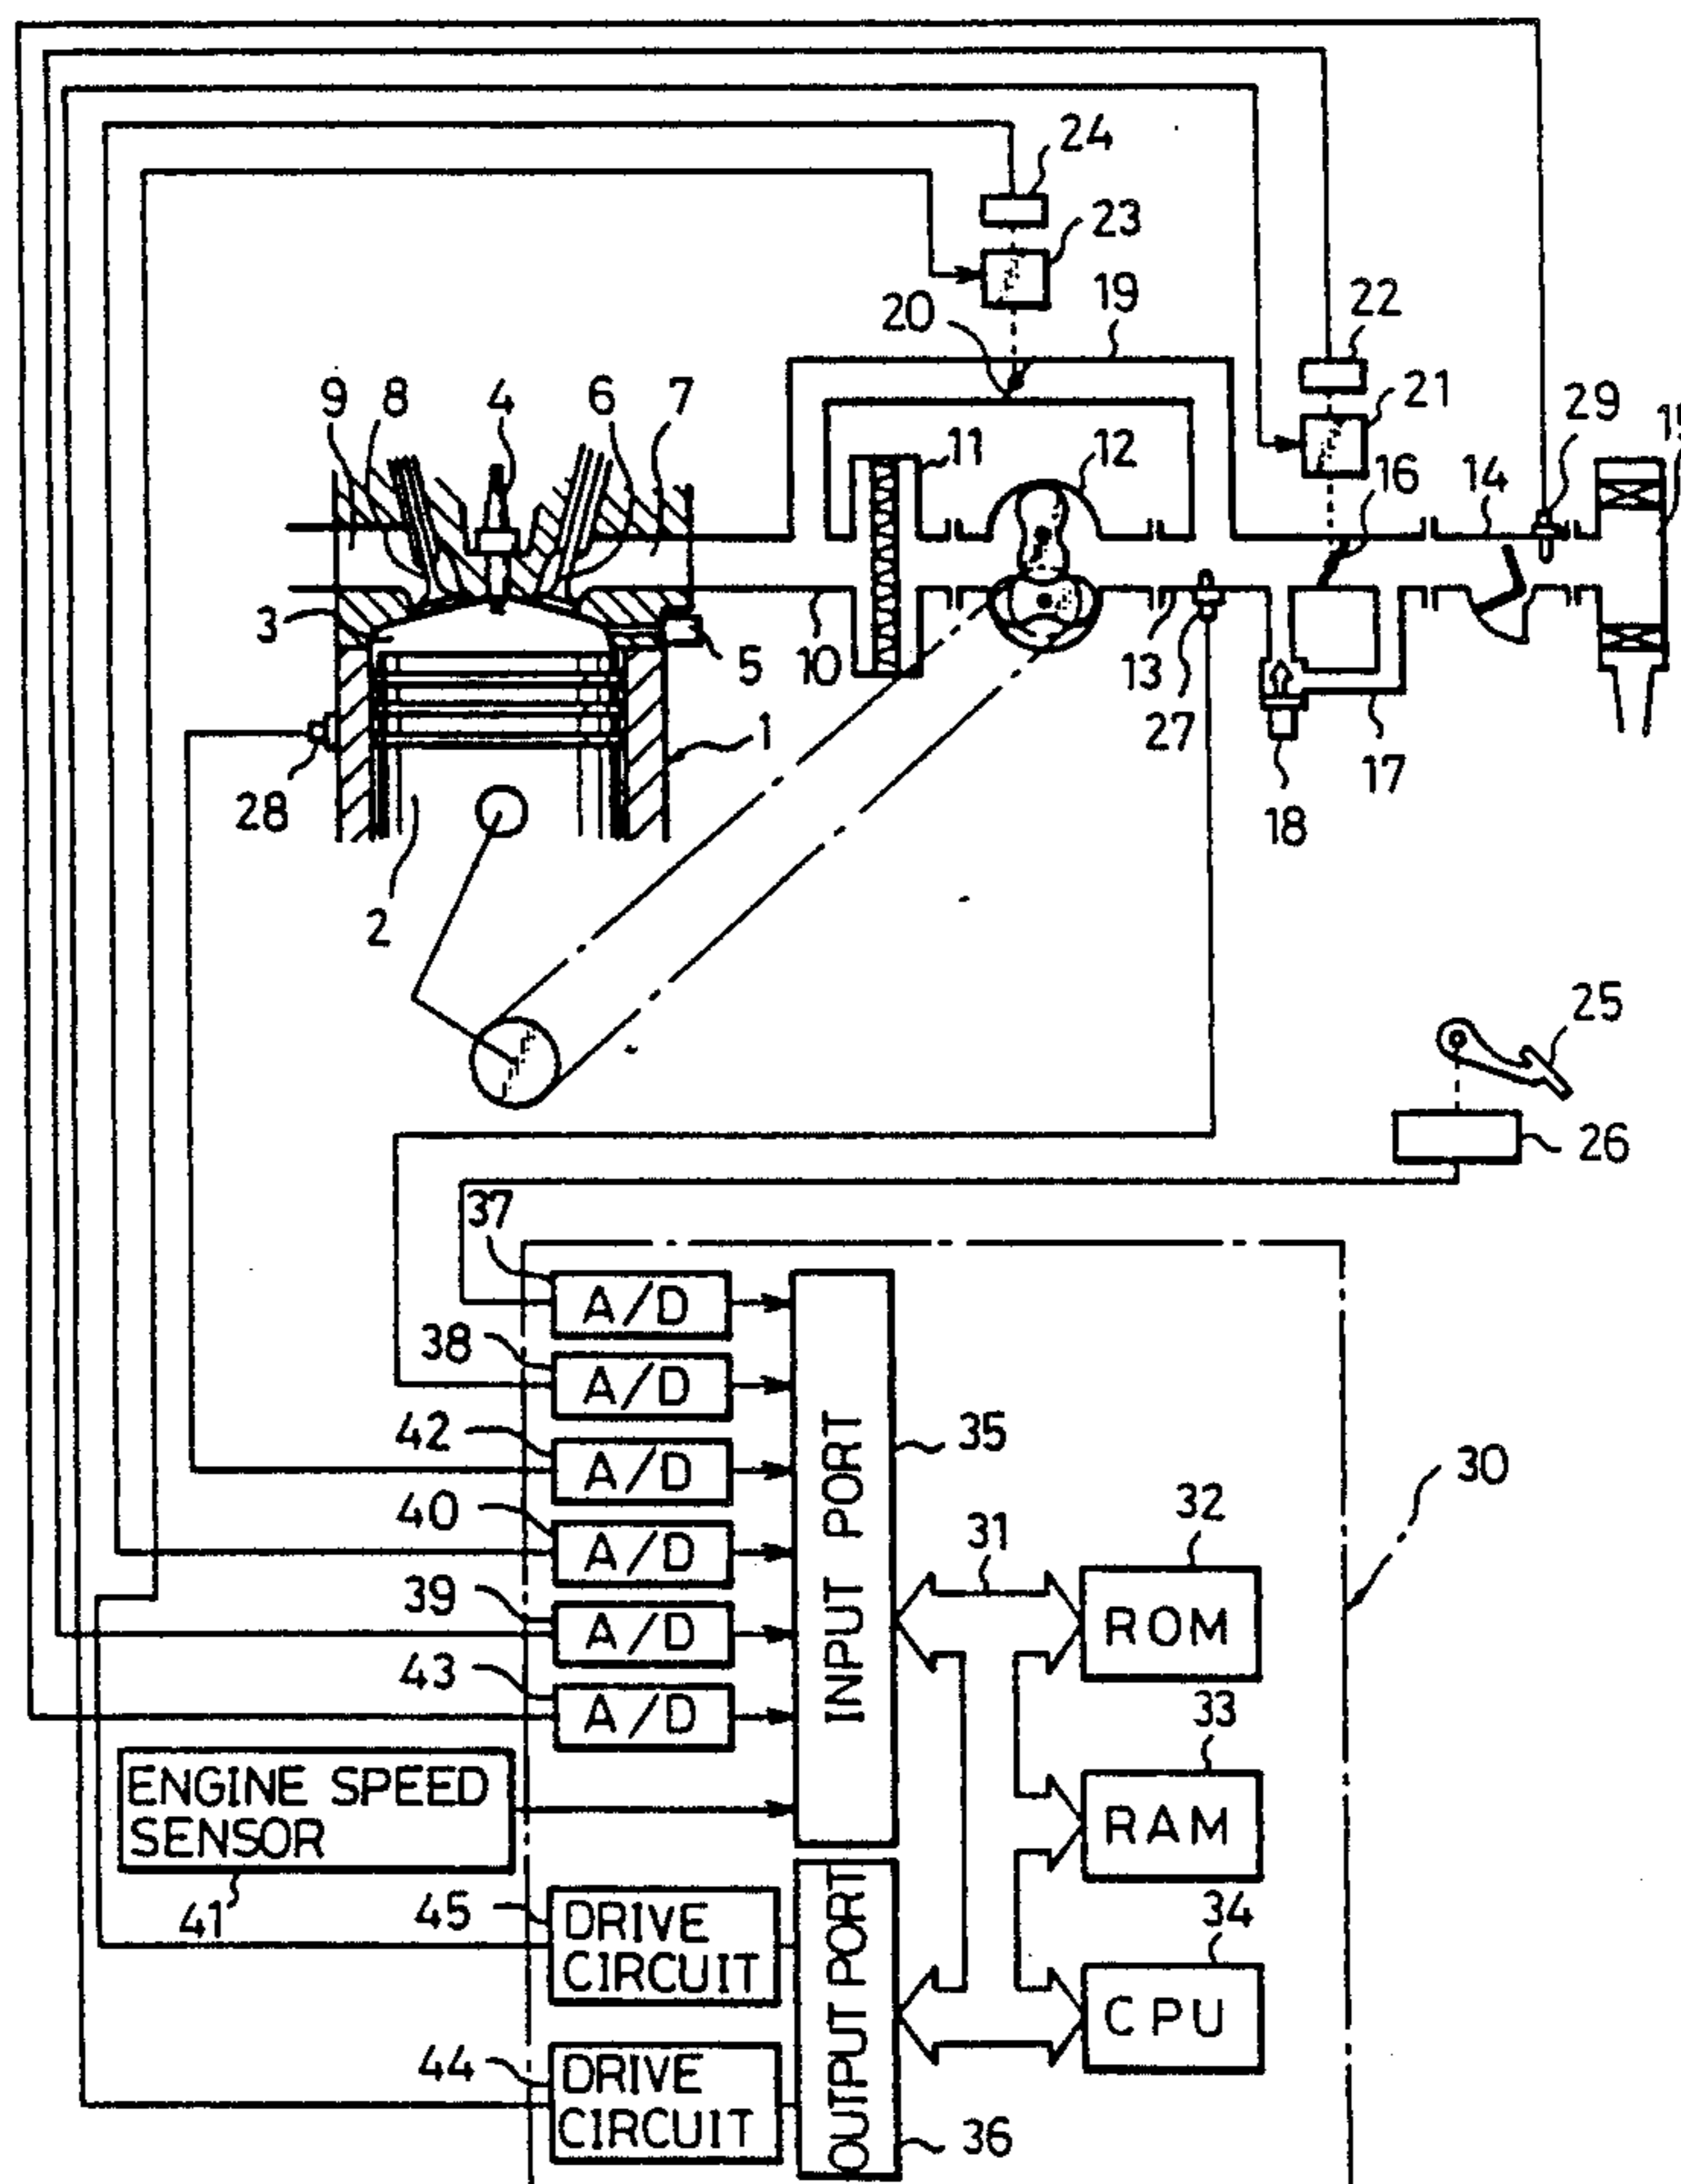 24
23
20
19
22
9
8
4
6
7
11
12
21
16
14
29
15
3
5
10
13
27
1
17
28
18
2
25
26
37
A/D
38
A/D
42
A/D
40
A/D
39
A/D
43
A/D
INPUT PORT
35
30
31
32
ROM
33
RAM
ENGINE SPEED
SENSOR
41
45
DRIVE
CIRCUIT
34
CPU
44
DRIVE
CIRCUIT
OUTPUT PORT
36